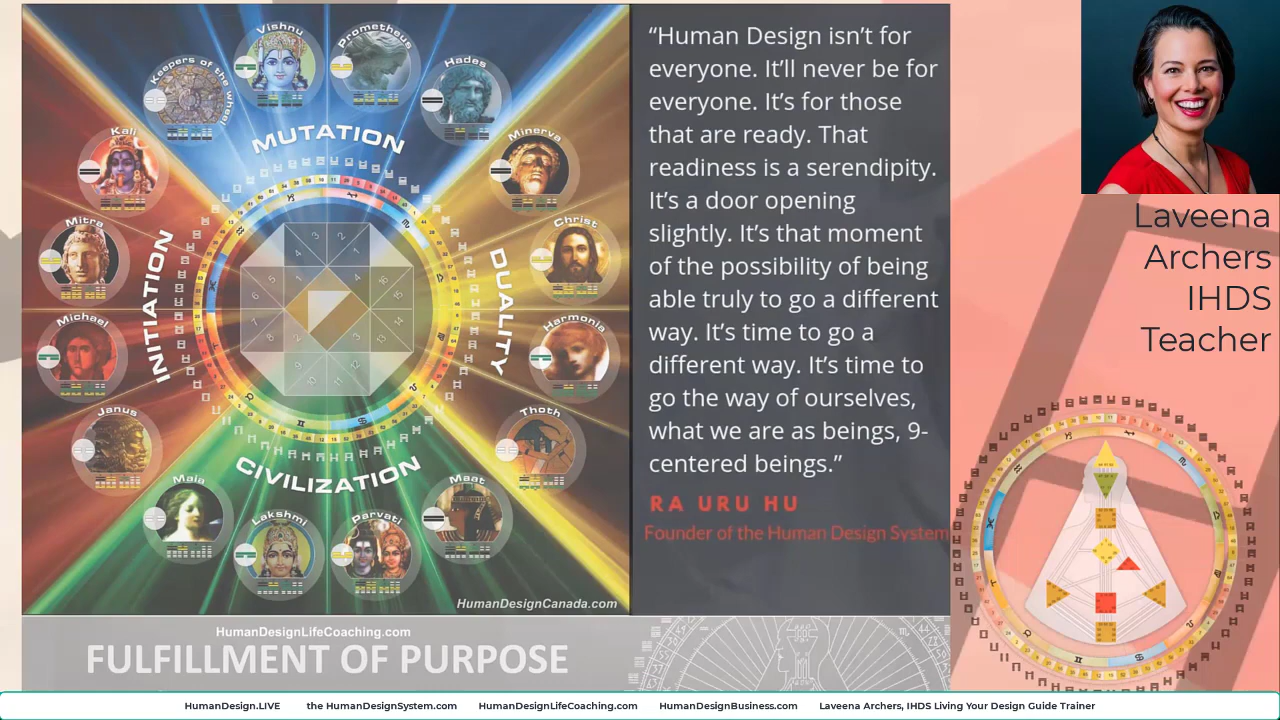 Vishnu
Prometheus
Hades
Minerva
Christ
Harmonia
Thoth
Maat
Parvati
Lakshmi
Maia
Janus
Michael
Mitra
Kali
Keepers of the wheel
MUTATION
DUALITY
CIVILIZATION
INITIATION
HumanDesignCanada.com
“Human Design isn’t for
everyone. It’ll never be for
everyone. It’s for those
that are ready. That
readiness is a serendipity.
It’s a door opening
slightly. It’s that moment
of the possibility of being
able truly to go a different
way. It’s time to go a
different way. It’s time to
go the way of ourselves,
what we are as beings, 9-
centered beings.”
RA URU HU
Founder of the Human Design System
HumanDesignLifeCoaching.com
FULFILLMENT OF PURPOSE
Laveena
Archers
IHDS
Teacher
HumanDesign.LIVE the HumanDesignSystem.com HumanDesignLifeCoaching.com HumanDesignBusiness.com Laveena Archers, IHDS Living Your Design Guide Trainer